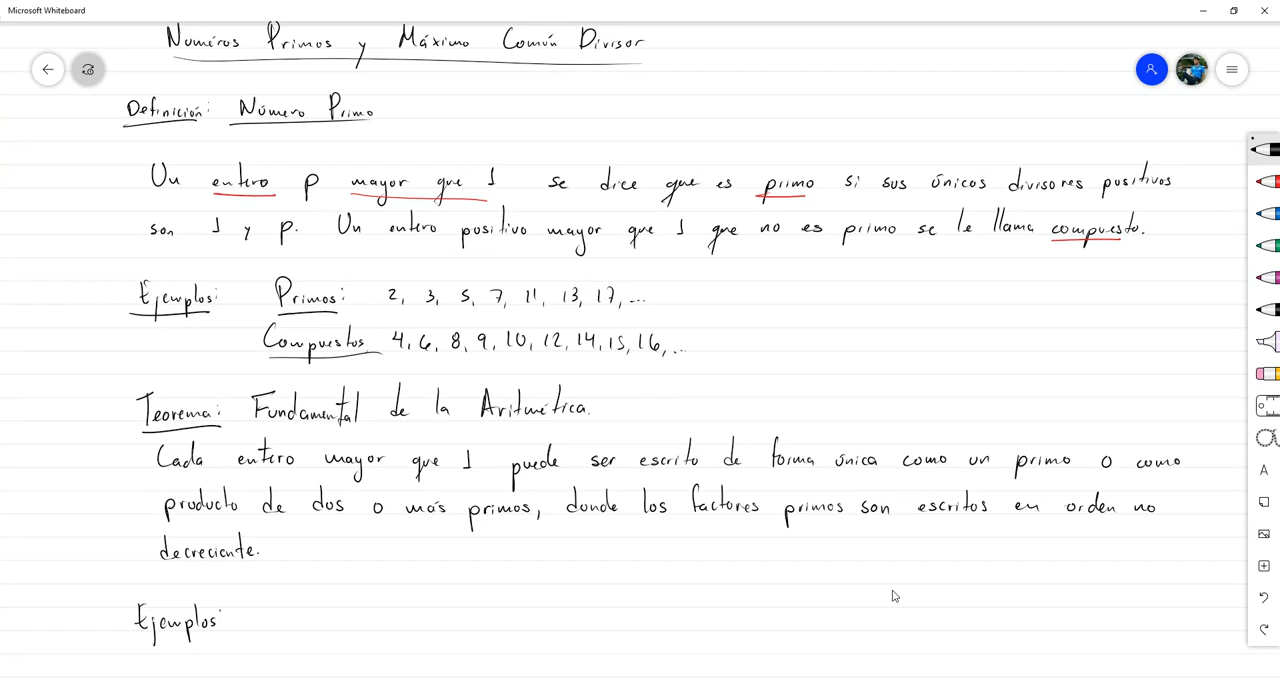 Microsoft Whiteboard
Numéros Primos y Máximo Común Divisor
Definición: Número Primo
Un entero p mayor que 1 se dice que es primo si sus únicos divisores positivos
son 1 y p. Un entero positivo mayor que 1 que no es primo se le llama compuesto.
Ejemplos: Primos: 2, 3, 5, 7, 11, 13, 17, ...
Compuestos 4, 6, 8, 9, 10, 12, 14, 15, 16, ...
Teorema: Fundamental de la Aritmética.
Cada entero mayor que 1 puede ser escrito de forma única como un primo o como
producto de dos o más primos, donde los factores primos son escritos en orden no
decreciente.
Ejemplos: